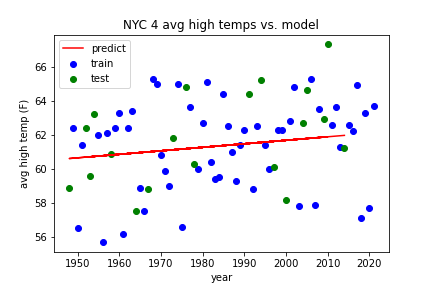 NYC 4 avg high temps vs. model
predict
train
test
avg high temp (F)
66
64
62
60
58
56
1950 1960 1970 1980 1990 2000 2010 2020
year